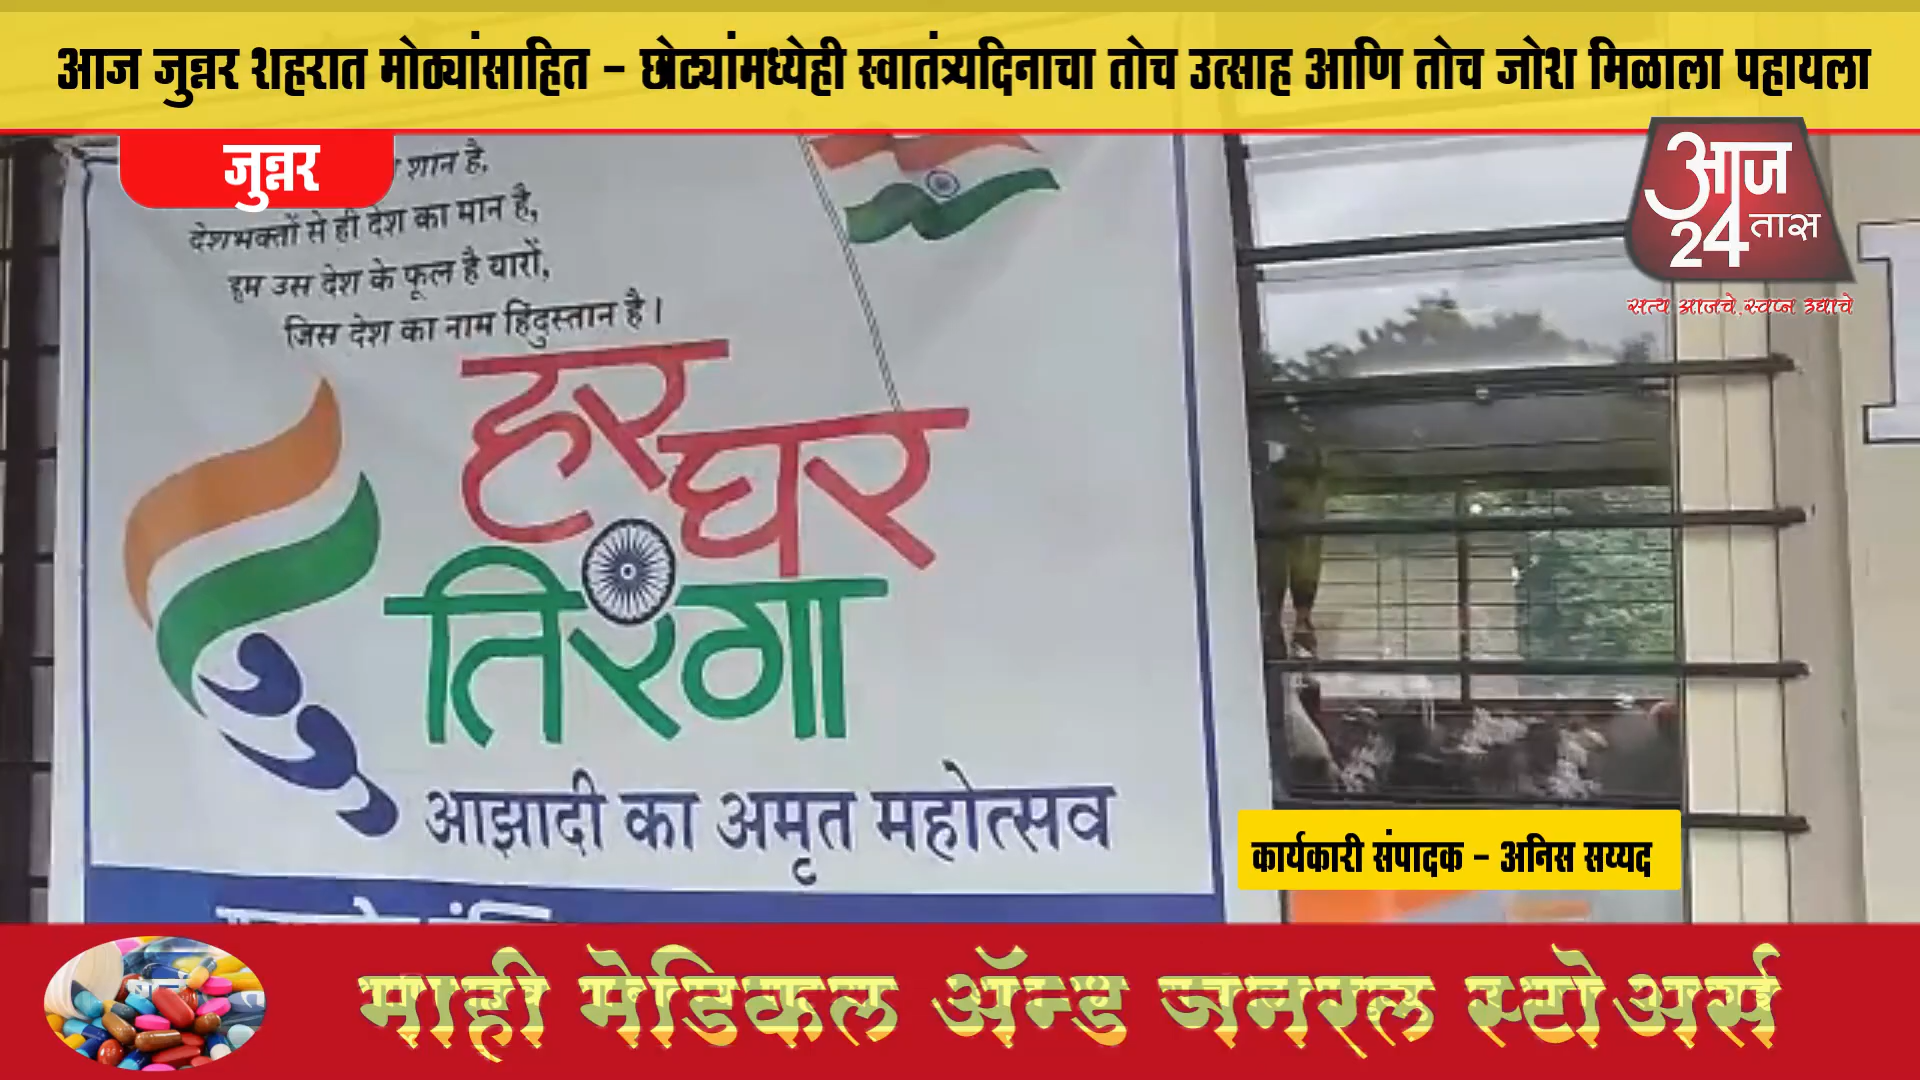 आज जुन्नर शहरात मोठ्यांसाहित - छोट्यांमध्येही स्वातंत्र्यदिनाचा तोच उत्साह आणि तोच जोश मिळाला पहायला
जुन्नर
शान है,
देशभक्तों से ही देश का मान है,
हम उस देश के फूल है यारों,
जिस देश का नाम हिंदुस्तान है।
हर घर
तिरंगा
आझादी का अमृत महोत्सव
आज
24 तास
सत्य आजचे.स्वप्न उद्याचे
कार्यकारी संपादक - अनिस सय्यद
माही मेडिकल अ‍ॅन्ड जनरल स्टोअर्स